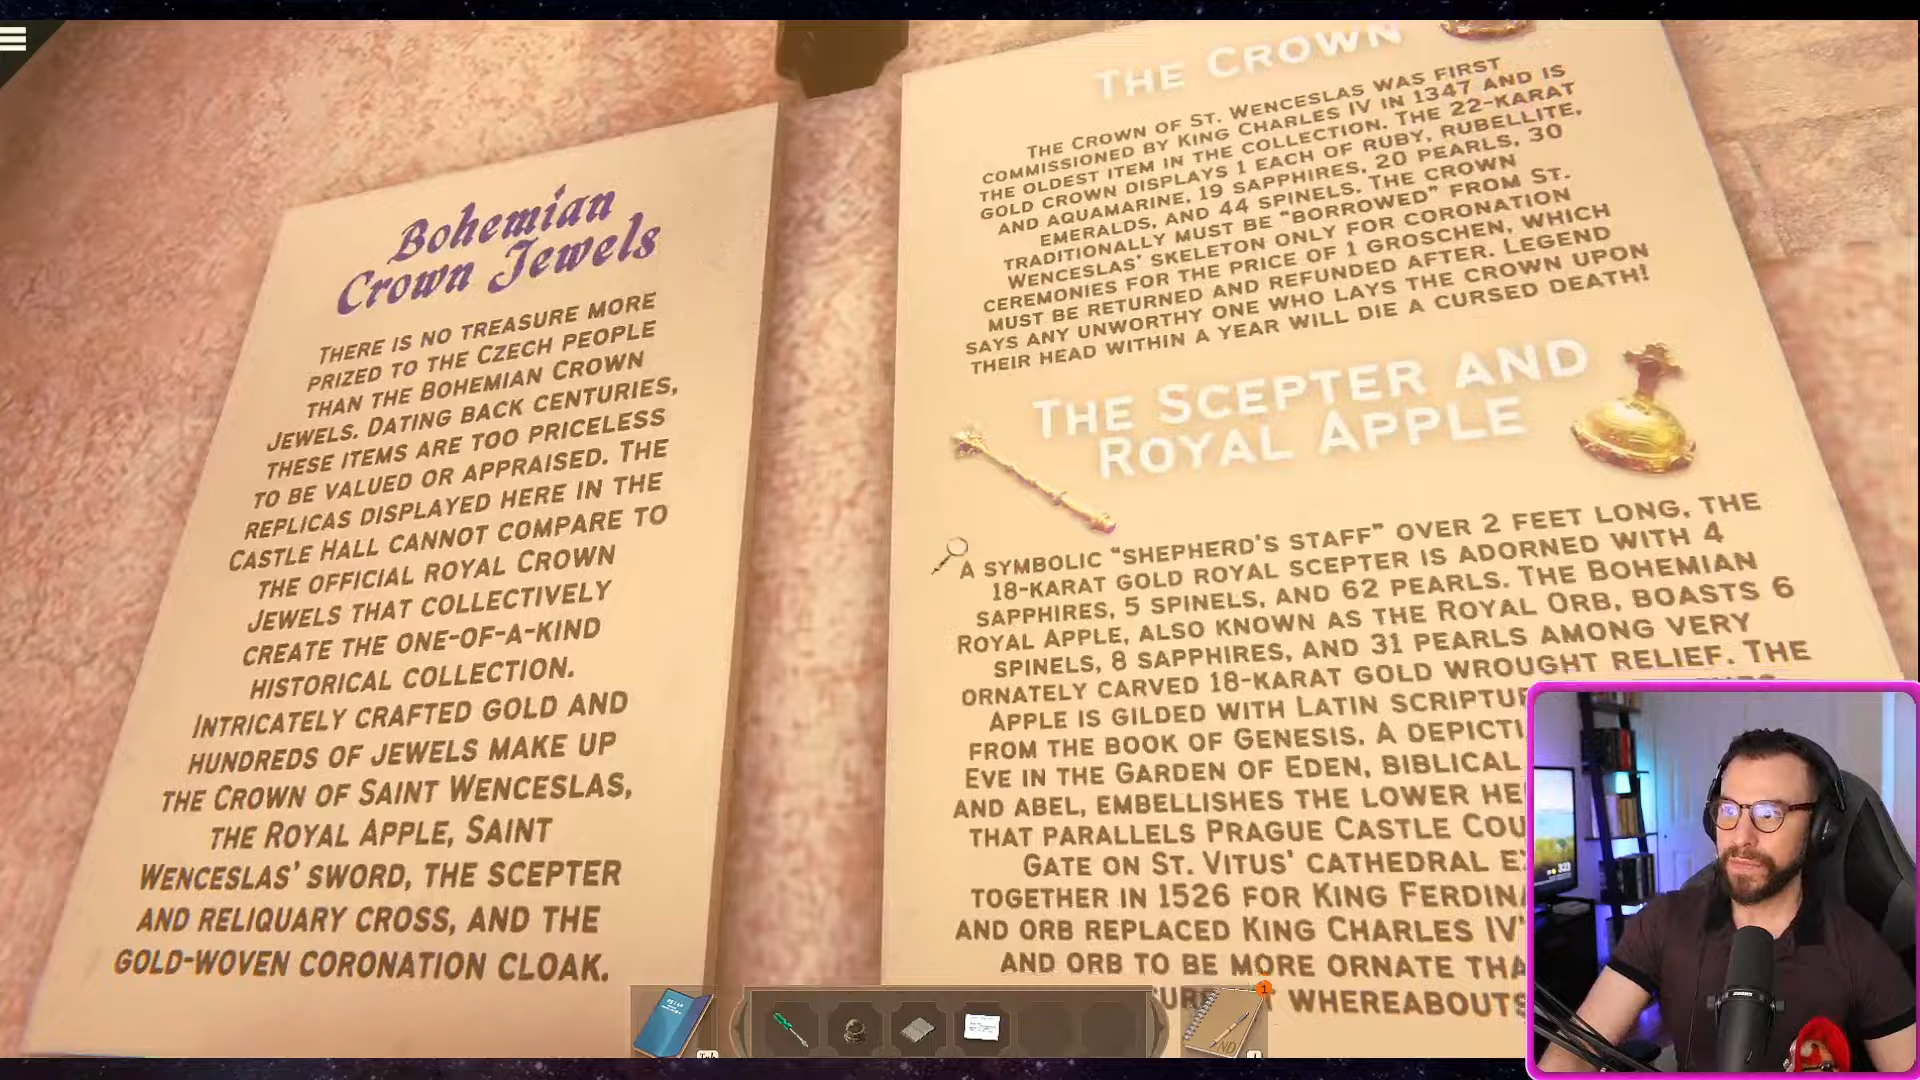 Bohemian
Crown Jewels
THERE IS NO TREASURE MORE
PRIZED TO THE CZECH PEOPLE
THAN THE BOHEMIAN CROWN
JEWELS. DATING BACK CENTURIES,
THESE ITEMS ARE TOO PRICELESS
TO BE VALUED OR APPRAISED. THE
REPLICAS DISPLAYED HERE IN THE
CASTLE HALL CANNOT COMPARE TO
THE OFFICIAL ROYAL CROWN
JEWELS THAT COLLECTIVELY
CREATE THE ONE-OF-A-KIND
HISTORICAL COLLECTION.
INTRICATELY CRAFTED GOLD AND
HUNDREDS OF JEWELS MAKE UP
THE CROWN OF SAINT WENCESLAS,
THE ROYAL APPLE, SAINT
WENCESLAS' SWORD, THE SCEPTER
AND RELIQUARY CROSS, AND THE
GOLD-WOVEN CORONATION CLOAK.
THE CROWN
THE CROWN OF ST. WENCESLAS WAS FIRST
COMMISSIONED BY KING CHARLES IV IN 1347 AND IS
THE OLDEST ITEM IN THE COLLECTION. THE 22-KARAT
GOLD CROWN DISPLAYS 1 EACH OF RUBY, RUBELLITE,
AND AQUAMARINE, 19 SAPPHIRES, 20 PEARLS, 30
EMERALDS, AND 44 SPINELS. THE CROWN
TRADITIONALLY MUST BE "BORROWED" FROM ST.
WENCESLAS' SKELETON ONLY FOR CORONATION
CEREMONIES FOR THE PRICE OF 1 GROSCHEN, WHICH
MUST BE RETURNED AND REFUNDED AFTER. LEGEND
SAYS ANY UNWORTHY ONE WHO LAYS THE CROWN UPON
THEIR HEAD WITHIN A YEAR WILL DIE A CURSED DEATH!
THE SCEPTER AND
ROYAL APPLE
A SYMBOLIC "SHEPHERD'S STAFF" OVER 2 FEET LONG, THE
18-KARAT GOLD ROYAL SCEPTER IS ADORNED WITH 4
SAPPHIRES, 5 SPINELS, AND 62 PEARLS. THE BOHEMIAN
ROYAL APPLE, ALSO KNOWN AS THE ROYAL ORB, BOASTS 6
SPINELS, 8 SAPPHIRES, AND 31 PEARLS AMONG VERY
ORNATELY CARVED 18-KARAT GOLD WROUGHT RELIEF. THE
APPLE IS GILDED WITH LATIN
FROM THE BOOK OF GENESIS. A
EVE IN THE GARDEN OF EDEN, BIBLICAL
AND ABEL, EMBELLISHES THE LOWER
THAT PARALLELS PRAGUE CASTLE
GATE ON ST. VITUS' CATHEDRAL
TOGETHER IN 1526 FOR KING
AND ORB REPLACED KING CHARLES IV'
AND ORB TO BE MORE ORNATE
WHEREABOUTS
1
ND